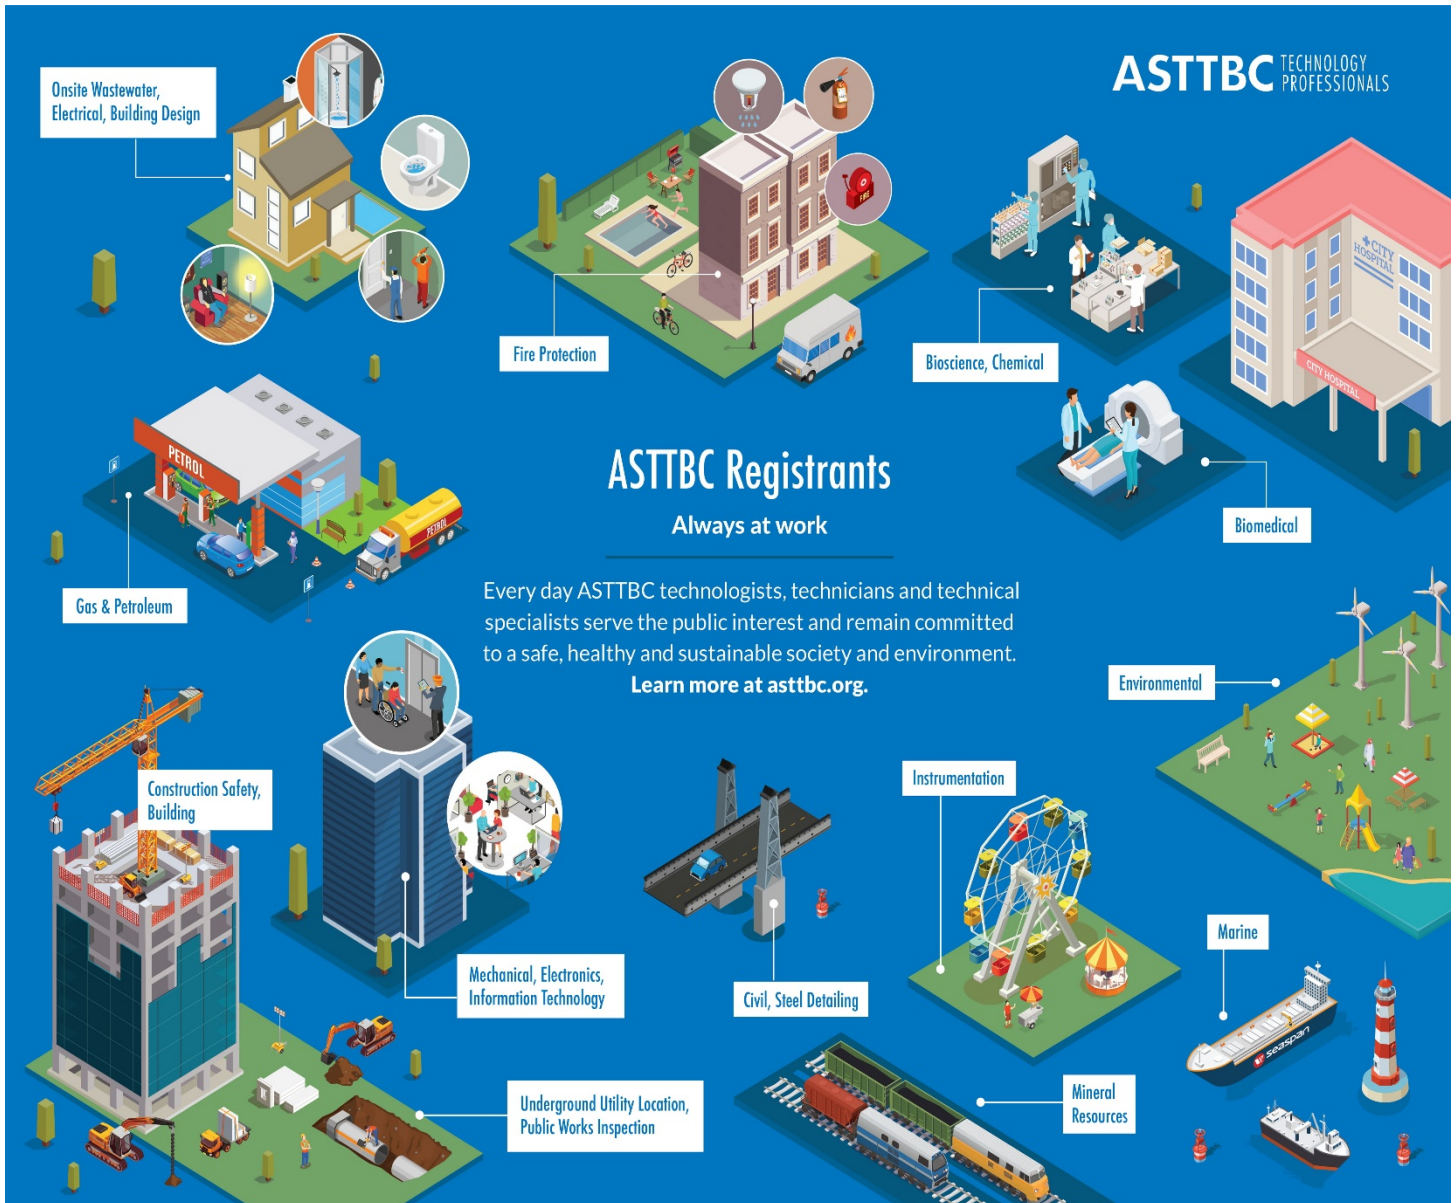 ASTTBC TECHNOLOGY
PROFESSIONALS
Onsite Wastewater,
Electrical, Building Design
FIRE
Fire Protection
Bioscience, Chemical
CITY
HOSPITAL
CITY HOSPITAL
Biomedical
PETROL
PETROL
Gas & Petroleum
ASTTBC Registrants
Always at work
Every day ASTTBC technologists, technicians and technical
specialists serve the public interest and remain committed
to a safe, healthy and sustainable society and environment.
Learn more at asttbc.org.
Environmental
Construction Safety,
Building
Instrumentation
Mechanical, Electronics,
Information Technology
Civil, Steel Detailing
Marine
seaspan
Underground Utility Location,
Public Works Inspection
Mineral
Resources